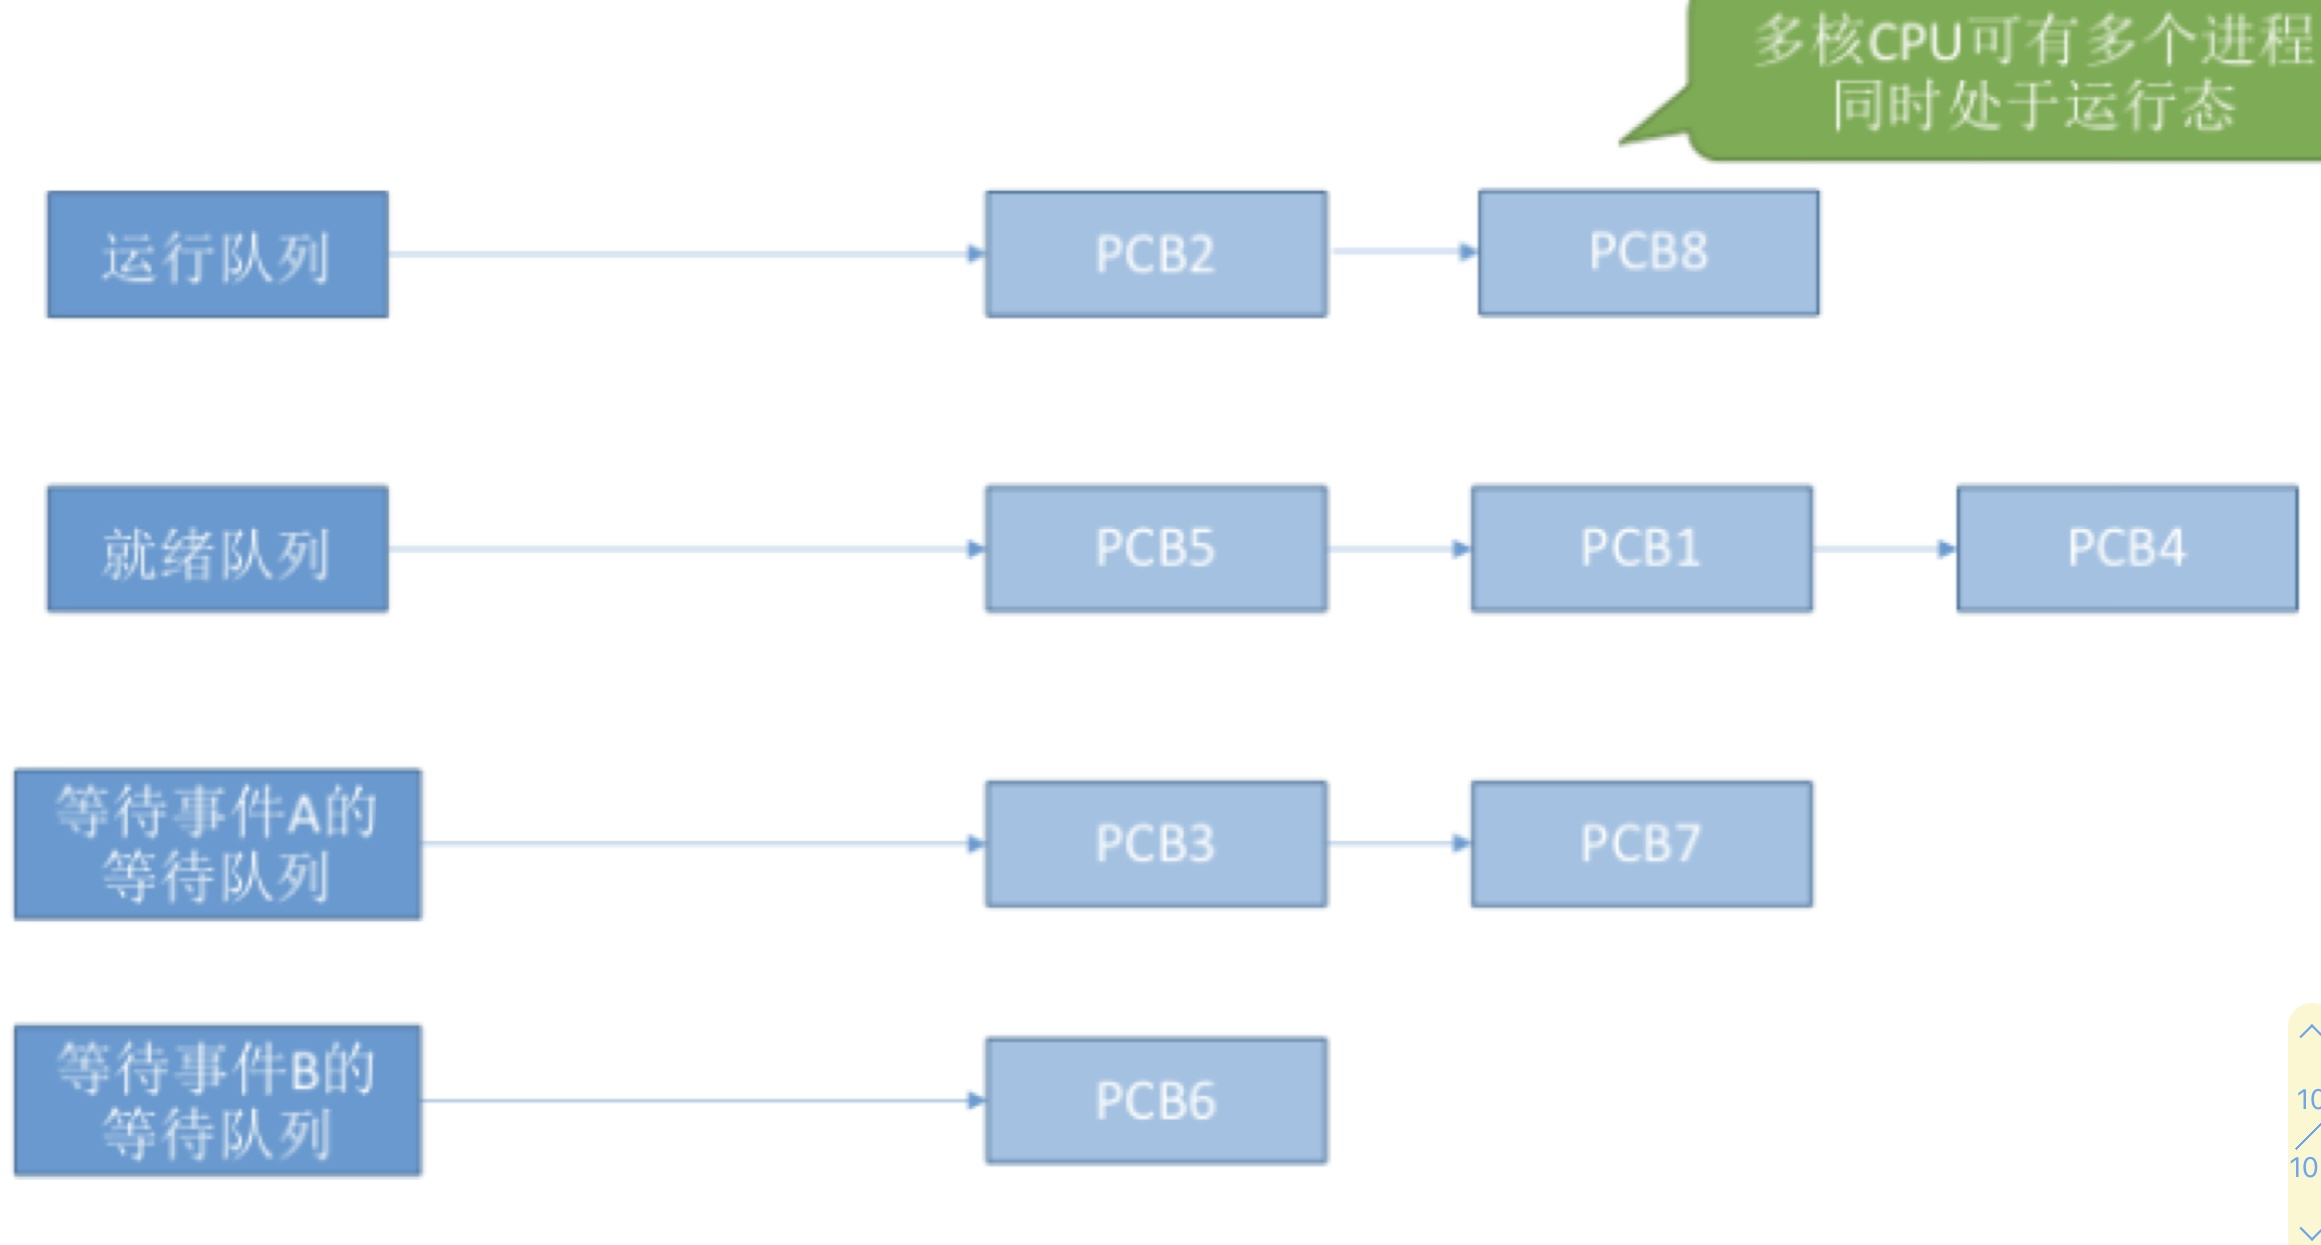 多核CPU可有多个进程
同时处于运行态
运行队列
PCB2
PCB8
就绪队列
PCB5
PCB1
PCB4
等待事件A的
等待队列
PCB3
PCB7
等待事件B的
等待队列
PCB6
10
10